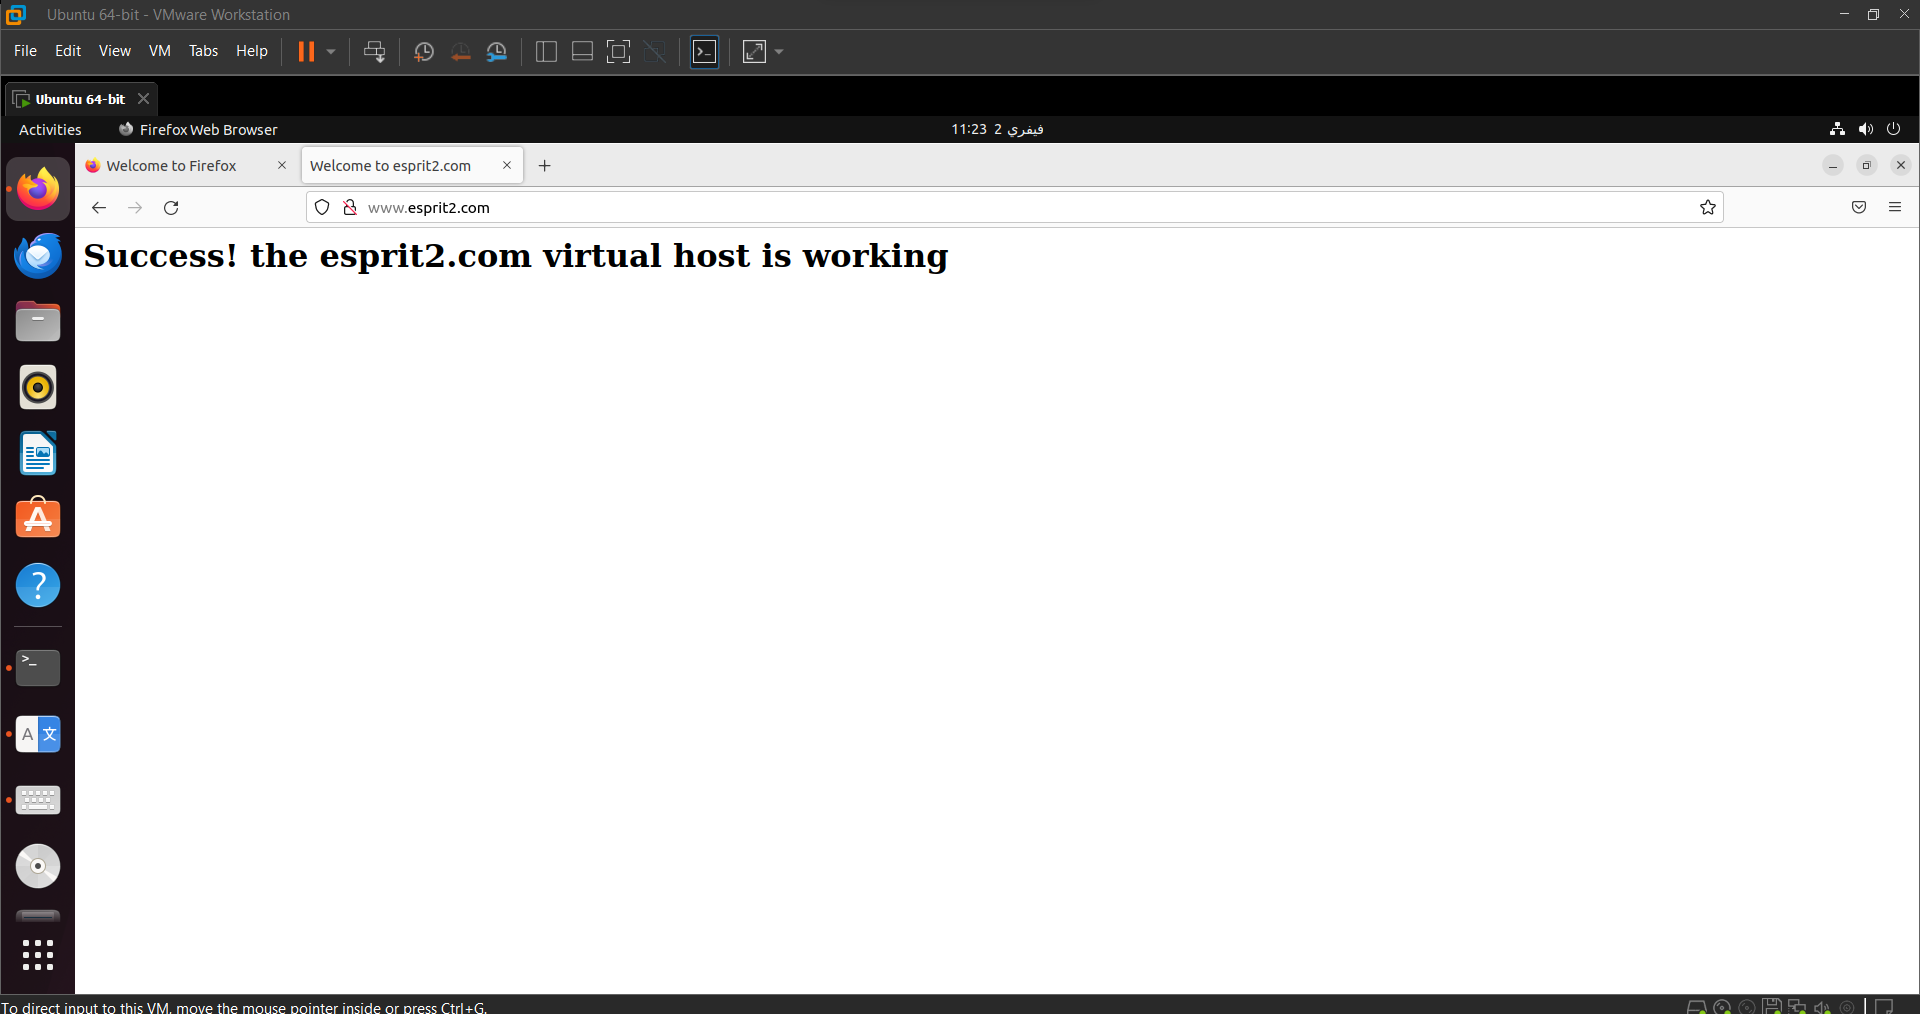 Ubuntu 64-bit - VMware Workstation
File Edit View VM Tabs Help
Ubuntu 64-bit
Activities Firefox Web Browser 11:23 2 فيفري
Welcome to Firefox Welcome to esprit2.com
www.esprit2.com
Success! the esprit2.com virtual host is working
To direct input to this VM, move the mouse pointer inside or press Ctrl+G.